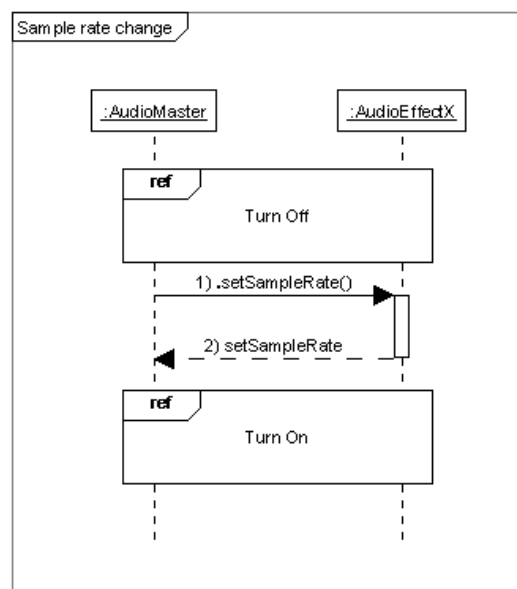 Sample rate change
:AudioMaster
:AudioEffectX
ref
Turn Off
1) .setSampleRate()
2) setSampleRate
ref
Turn On